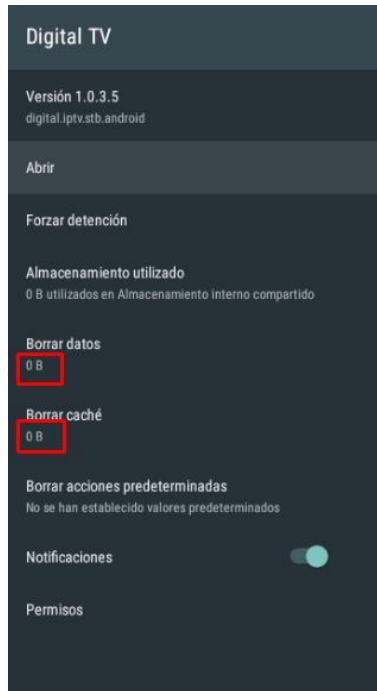 Digital TV
Versión 1.0.3.5
digital.iptv.stb.android
Abrir
Forzar detención
Almacenamiento utilizado
0 B utilizados en Almacenamiento interno compartido
Borrar datos
0 B
Borrar caché
0 B
Borrar acciones predeterminadas
No se han establecido valores predeterminados
Notificaciones
Permisos